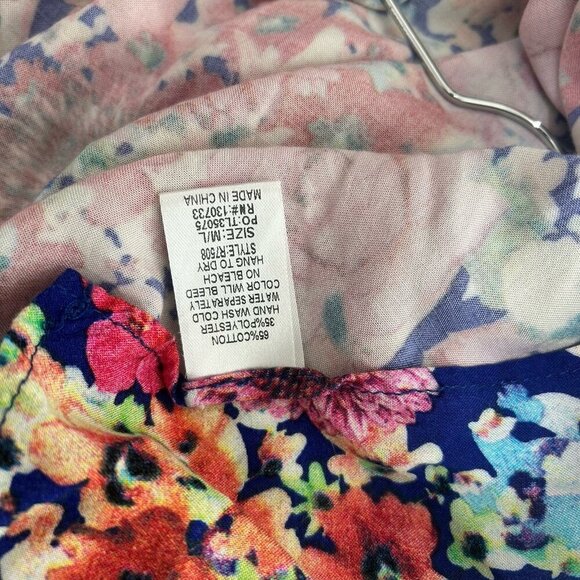 65%COTTON
35%POLYESTER
HAND WASH COLD
WATER SEPARATELY
COLOR WILL BLEED
NO BLEACH
HANG TO DRY
STYLE:R7508
SIZE:M/L
PO:TL35075
RN#:130733
MADE IN CHINA